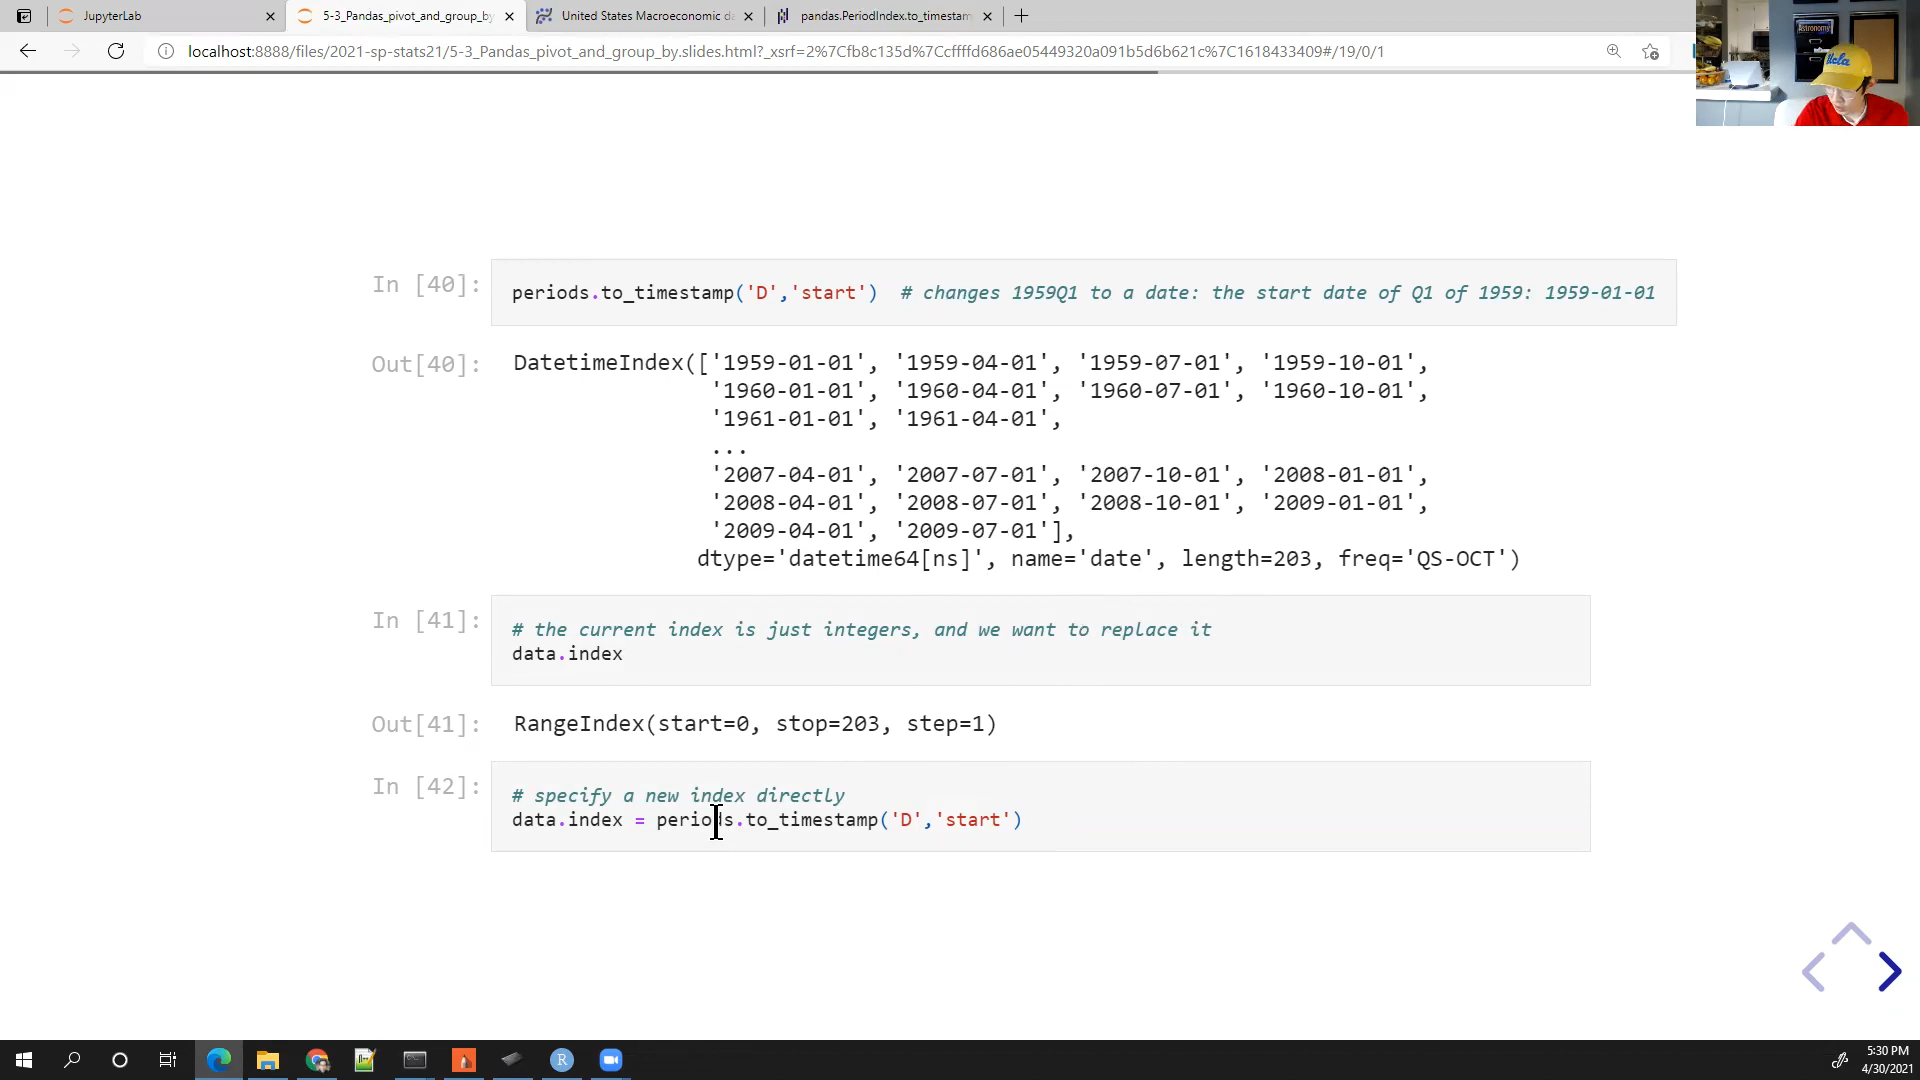 JupyterLab
5-3_Pandas_pivot_and_group_by
United States Macroeconomic da
pandas.PeriodIndex.to_timestam
localhost:8888/files/2021-sp-stats21/5-3_Pandas_pivot_and_group_by.slides.html?_xsrf=2%7Cfb8c135d%7Ccffffd686ae05449320a091b5d6b621c%7C1618433409#/19/0/1
Astronomy
Ucla
In [40]: periods.to_timestamp('D','start')  # changes 1959Q1 to a date: the start date of Q1 of 1959: 1959-01-01
Out[40]: DatetimeIndex(['1959-01-01', '1959-04-01', '1959-07-01', '1959-10-01',
'1960-01-01', '1960-04-01', '1960-07-01', '1960-10-01',
'1961-01-01', '1961-04-01',
...
'2007-04-01', '2007-07-01', '2007-10-01', '2008-01-01',
'2008-04-01', '2008-07-01', '2008-10-01', '2009-01-01',
'2009-04-01', '2009-07-01'],
dtype='datetime64[ns]', name='date', length=203, freq='QS-OCT')
In [41]: # the current index is just integers, and we want to replace it
data.index
Out[41]: RangeIndex(start=0, stop=203, step=1)
In [42]: # specify a new index directly
data.index = periods.to_timestamp('D','start')
R
5:30 PM
4/30/2021